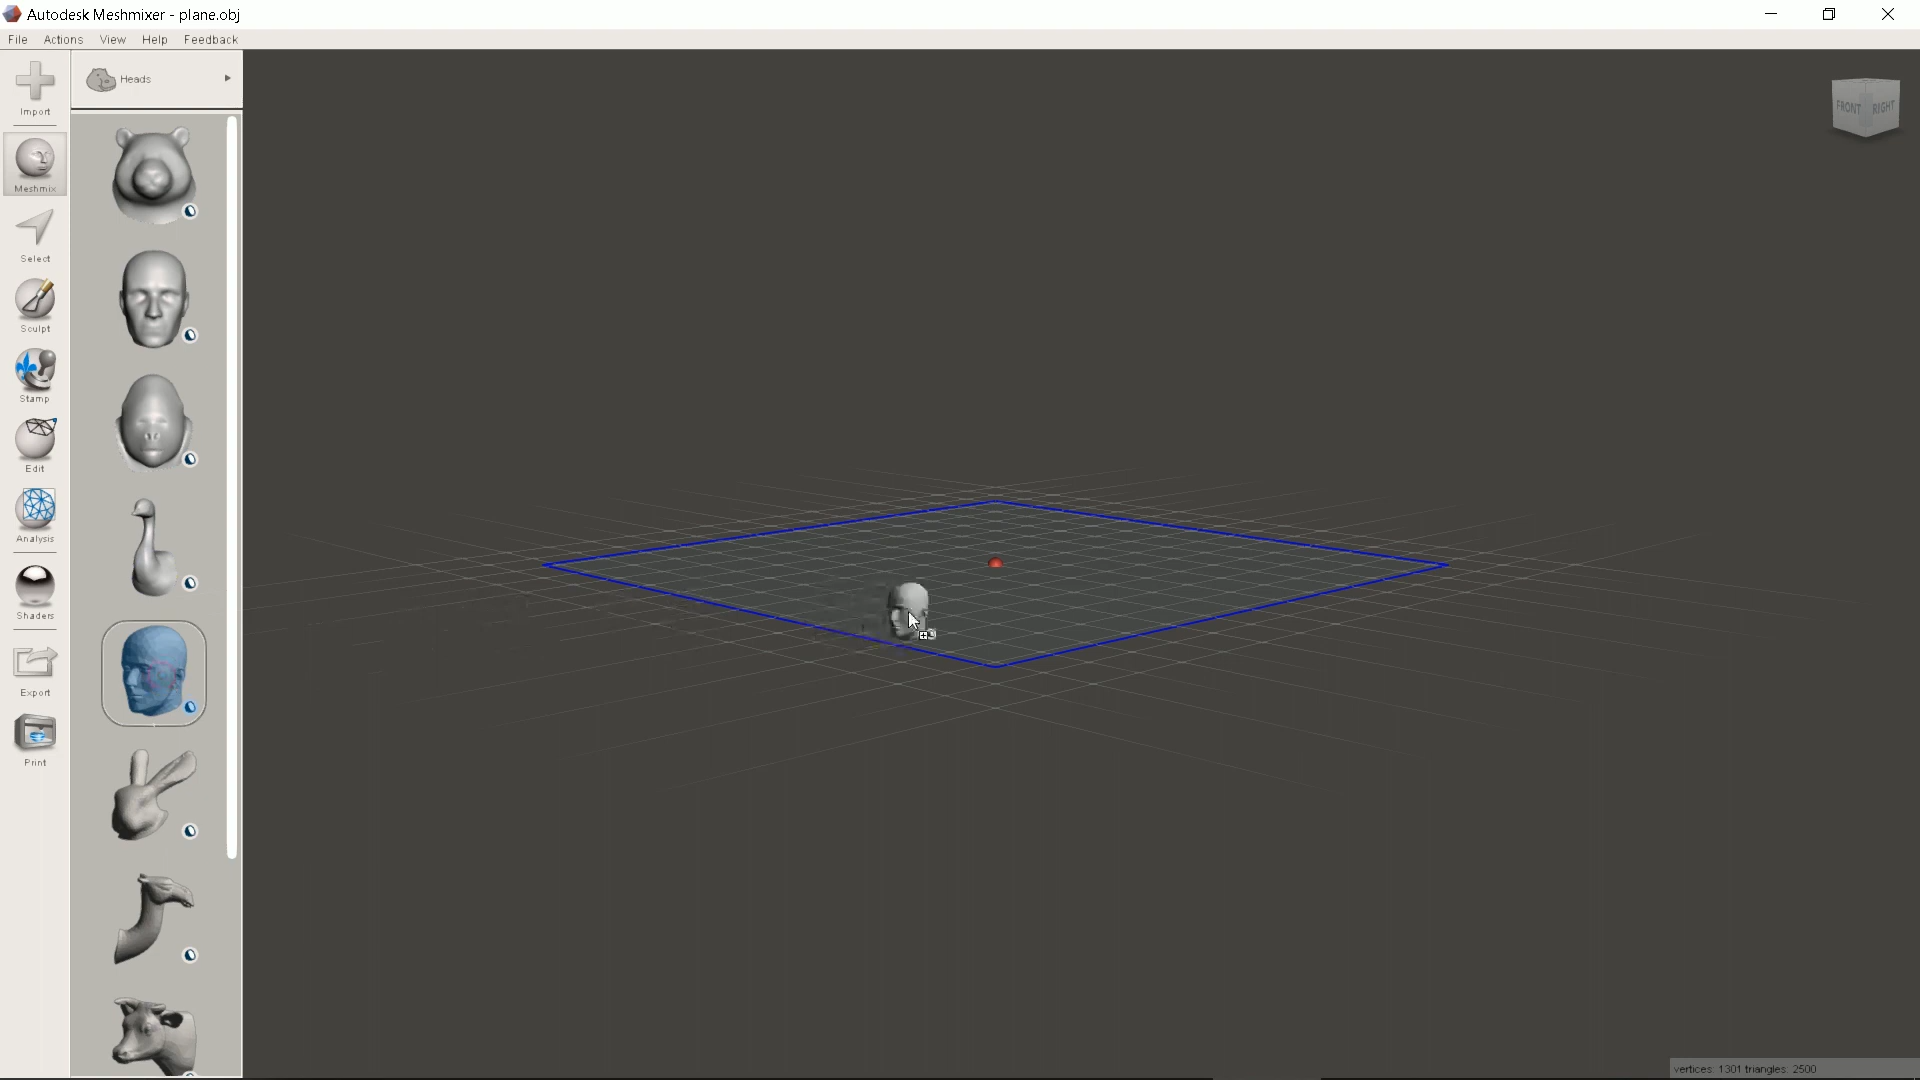 Autodesk Meshmixer - plane.obj
File Actions View Help Feedback
Import
Heads
FRONT RIGHT
Meshmix
Select
Sculpt
Stamp
Edit
Analysis
Shaders
Export
Print
vertices: 1301 triangles: 2500